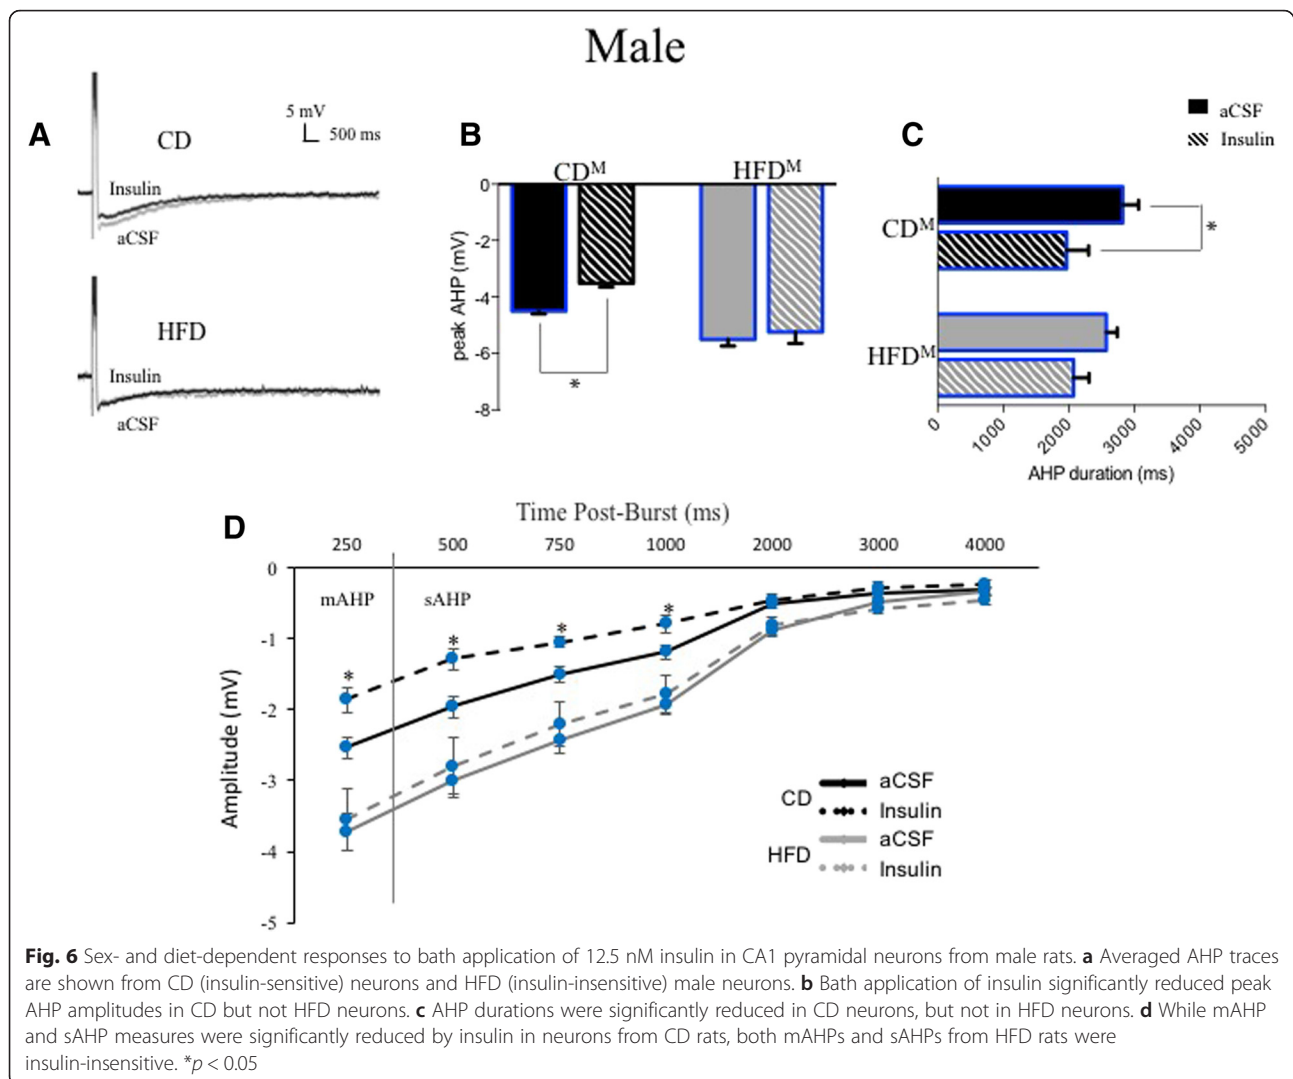 Male
A
CD
5 mV
500 ms
Insulin
aCSF
HFD
Insulin
aCSF
B
CDM HFDM
0
-2
-4
-6
-8
peak AHP (mV)
*
C
aCSF
Insulin
CDM
HFDM
*
0 1000 2000 3000 4000 5000
AHP duration (ms)
D
Time Post-Burst (ms)
250 500 750 1000 2000 3000 4000
mAHP sAHP
* * * *
0
-1
-2
-3
-4
-5
Amplitude (mV)
CD aCSF
Insulin
HFD aCSF
Insulin
Fig. 6 Sex- and diet-dependent responses to bath application of 12.5 nM insulin in CA1 pyramidal neurons from male rats. a Averaged AHP traces
are shown from CD (insulin-sensitive) neurons and HFD (insulin-insensitive) male neurons. b Bath application of insulin significantly reduced peak
AHP amplitudes in CD but not HFD neurons. c AHP durations were significantly reduced in CD neurons, but not in HFD neurons. d While mAHP
and sAHP measures were significantly reduced by insulin in neurons from CD rats, both mAHPs and sAHPs from HFD rats were
insulin-insensitive. *p < 0.05